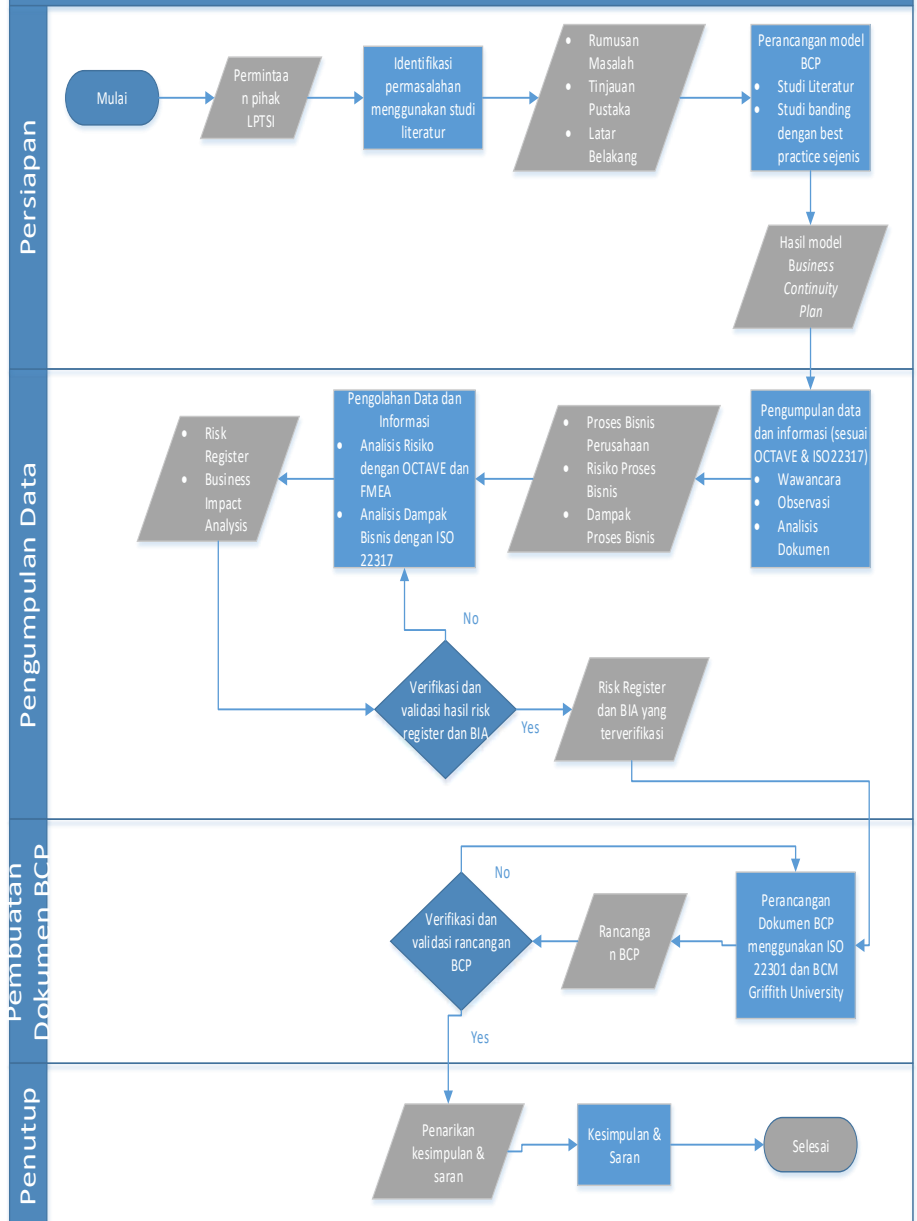 Persiapan
Mulai
Permintaa
n pihak
LPTSI
Identifikasi
permasalahan
menggunakan studi
literatur
• Rumusan
Masalah
• Tinjauan
Pustaka
• Latar
Belakang
Perancangan model
BCP
• Studi Literatur
• Studi banding
dengan best
practice sejenis
Hasil model
Business
Continuity
Plan
Pengumpulan Data
Pengumpulan data
dan informasi (sesuai
OCTAVE & ISO22317)
• Wawancara
• Observasi
• Analisis
Dokumen
• Proses Bisnis
Perusahaan
• Risiko Proses
Bisnis
• Dampak
Proses Bisnis
Pengolahan Data dan
Informasi
• Analisis Risiko
dengan OCTAVE dan
FMEA
• Analisis Dampak
Bisnis dengan ISO
22317
• Risk
Register
• Business
Impact
Analysis
No
Verifikasi dan
validasi hasil risk
register dan BIA
Yes
Risk Register
dan BIA yang
terverifikasi
Pembuatan
Dokumen BCP
Perancangan
Dokumen BCP
menggunakan ISO
22301 dan BCM
Griffith University
Rancanga
n BCP
No
Verifikasi dan
validasi rancangan
BCP
Yes
Penutup
Penarikan
kesimpulan &
saran
Kesimpulan &
Saran
Selesai